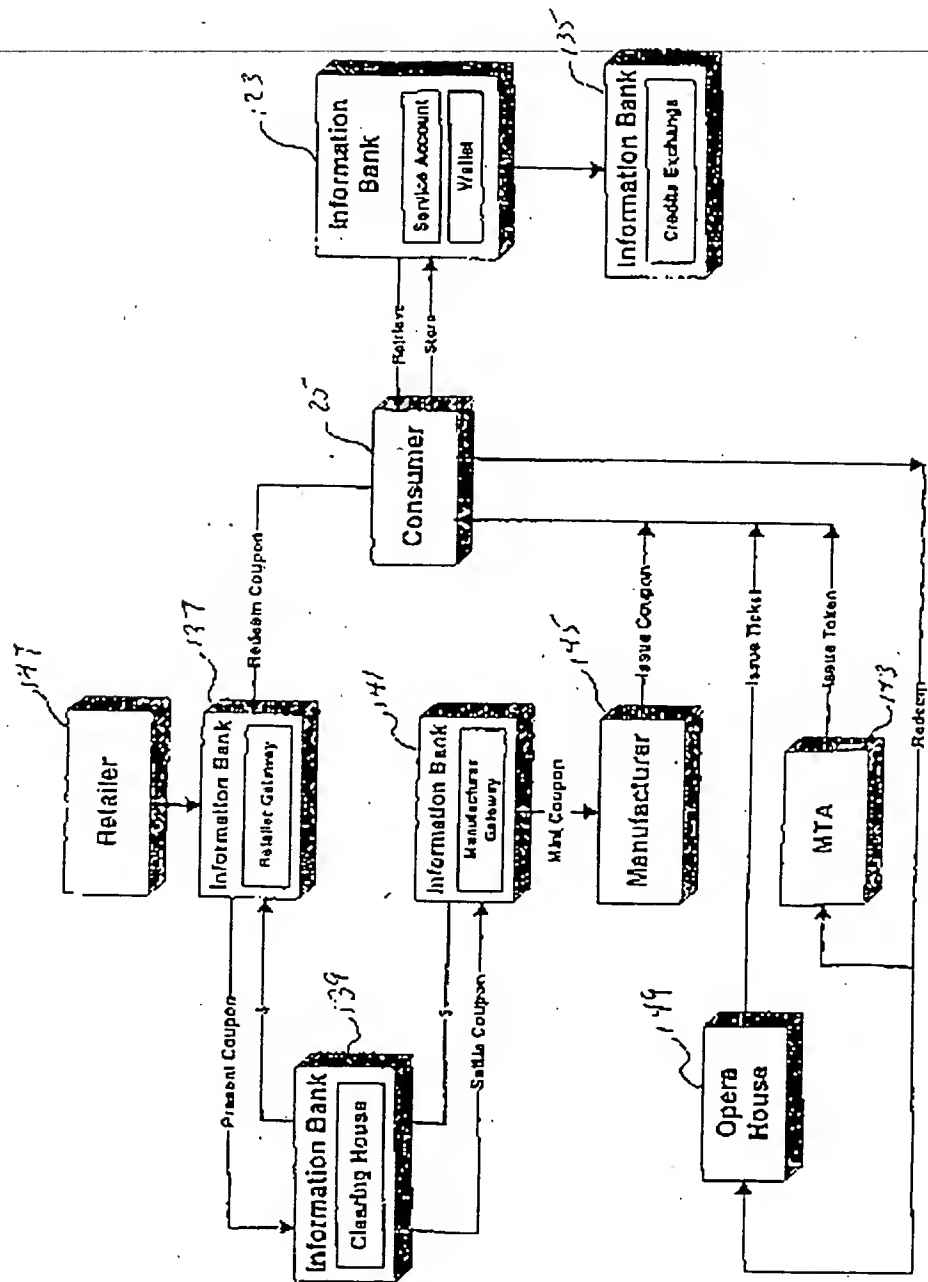 147
Retailer
137
Information Bank
Retailer Gateway
Redeem Coupon
Present Coupon
$
139
Information Bank
Clearing House
$
Settle Coupon
141
Information Bank
Manufacturer
Gateway
Mint Coupon
145
Manufacturer
Issue Coupon
25
Consumer
Retrieve
Store
123
Information
Bank
Service Account
Wallet
135
Information Bank
Credits Exchange
149
Opera
House
Issue Ticket
143
MTA
Issue Token
Redeem